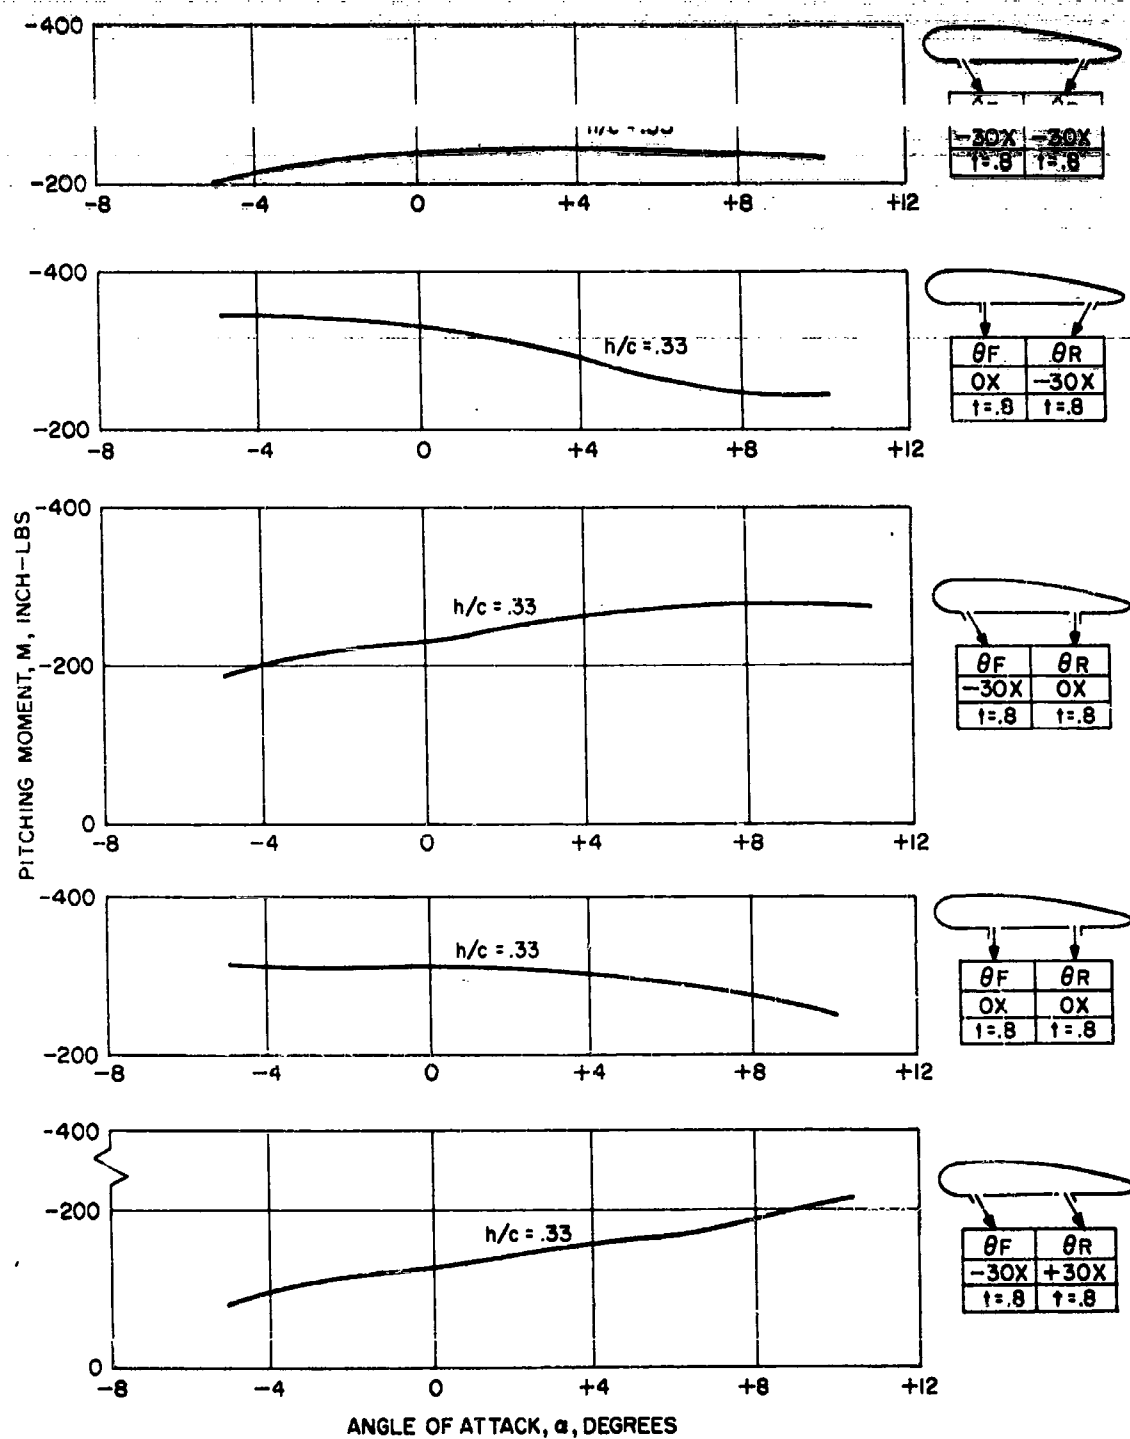 -400
h/c = .33
-30X -30X
t=.8 t=.8
-200
-8 -4 0 +4 +8 +12
-400
h/c = .33
θF θR
0X -30X
t=.8 t=.8
-200
-8 -4 0 +4 +8 +12
PITCHING MOMENT, M, INCH-LBS
-400
h/c = .33
-200
θF θR
-30X 0X
t=.8 t=.8
0
-8 -4 0 +4 +8 +12
-400
h/c = .33
θF θR
0X 0X
t=.8 t=.8
-200
-8 -4 0 +4 +8 +12
-400
-200
h/c = .33
θF θR
-30X +30X
t=.8 t=.8
0
-8 -4 0 +4 +8 +12
ANGLE OF ATTACK, α, DEGREES